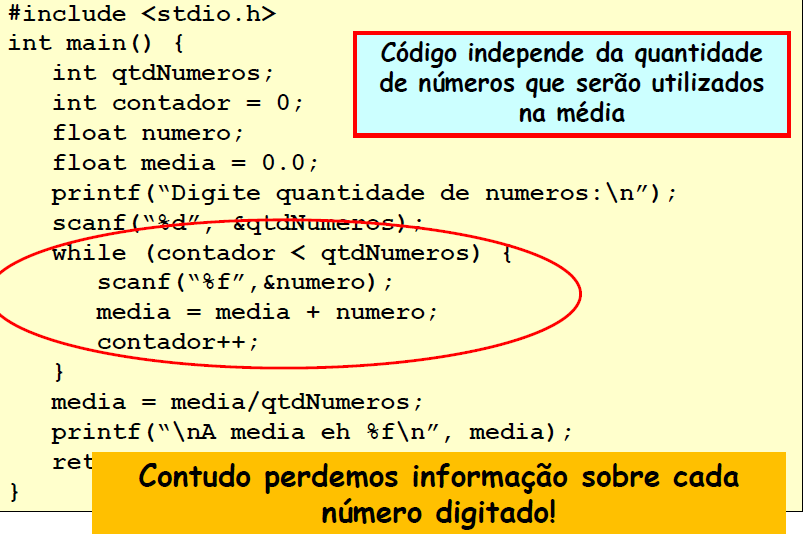 #include <stdio.h>
int main() {
Código independe da quantidade
de números que serão utilizados
na média
int qtdNumeros;
int contador = 0;
float numero;
float media = 0.0;
printf(“Digite quantidade de numeros:\n”);
scanf(“%d”, &qtdNumeros);
while (contador < qtdNumeros) {
scanf(“%f”,&numero);
media = media + numero;
contador++;
}
media = media/qtdNumeros;
printf(“\nA media eh %f\n”, media);
ret
}
Contudo perdemos informação sobre cada
número digitado!